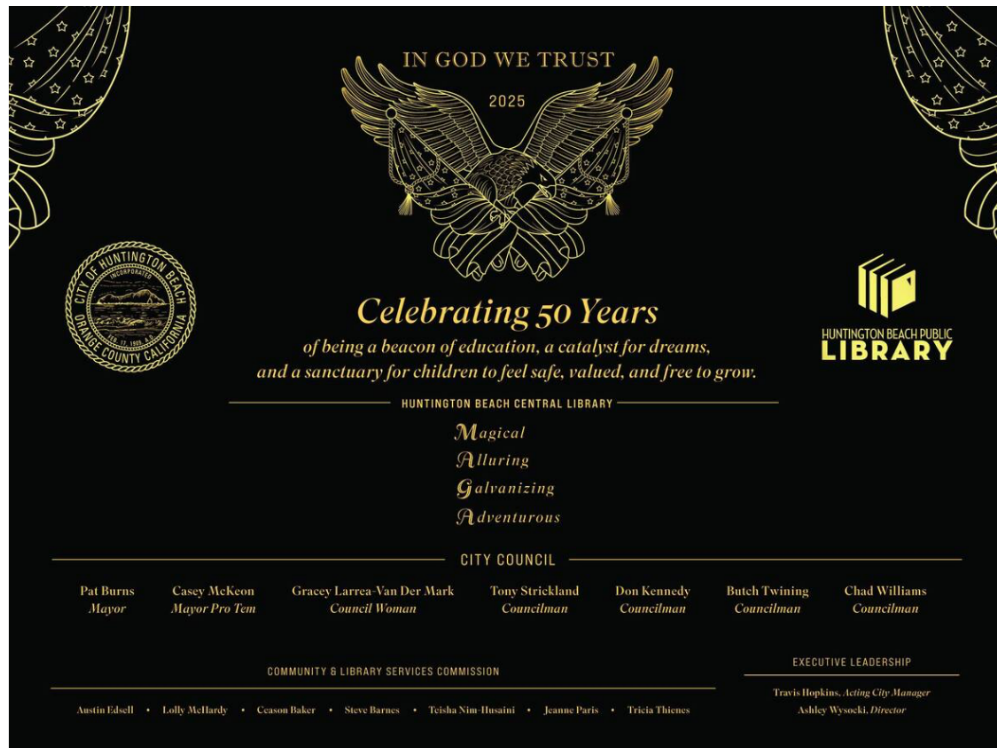 IN GOD WE TRUST
2025
CITY OF HUNTINGTON BEACH
INCORPORATED
FEB. 17, 1909
ORANGE COUNTY CALIFORNIA
HUNTINGTON BEACH PUBLIC
LIBRARY
Celebrating 50 Years
of being a beacon of education, a catalyst for dreams,
and a sanctuary for children to feel safe, valued, and free to grow.
HUNTINGTON BEACH CENTRAL LIBRARY
Magical
Alluring
Galvanizing
Adventurous
CITY COUNCIL
Pat Burns
Mayor
Casey McKeon
Mayor Pro Tem
Gracey Larrea-Van Der Mark
Council Woman
Tony Strickland
Councilman
Don Kennedy
Councilman
Butch Twining
Councilman
Chad Williams
Councilman
COMMUNITY & LIBRARY SERVICES COMMISSION
Austin Edsell • Lolly McHardy • Ceason Baker • Steve Barnes • Teisha Nim-Husaini • Jeanne Paris • Tricia Thienes
EXECUTIVE LEADERSHIP
Travis Hopkins, Acting City Manager
Ashley Wysocki, Director